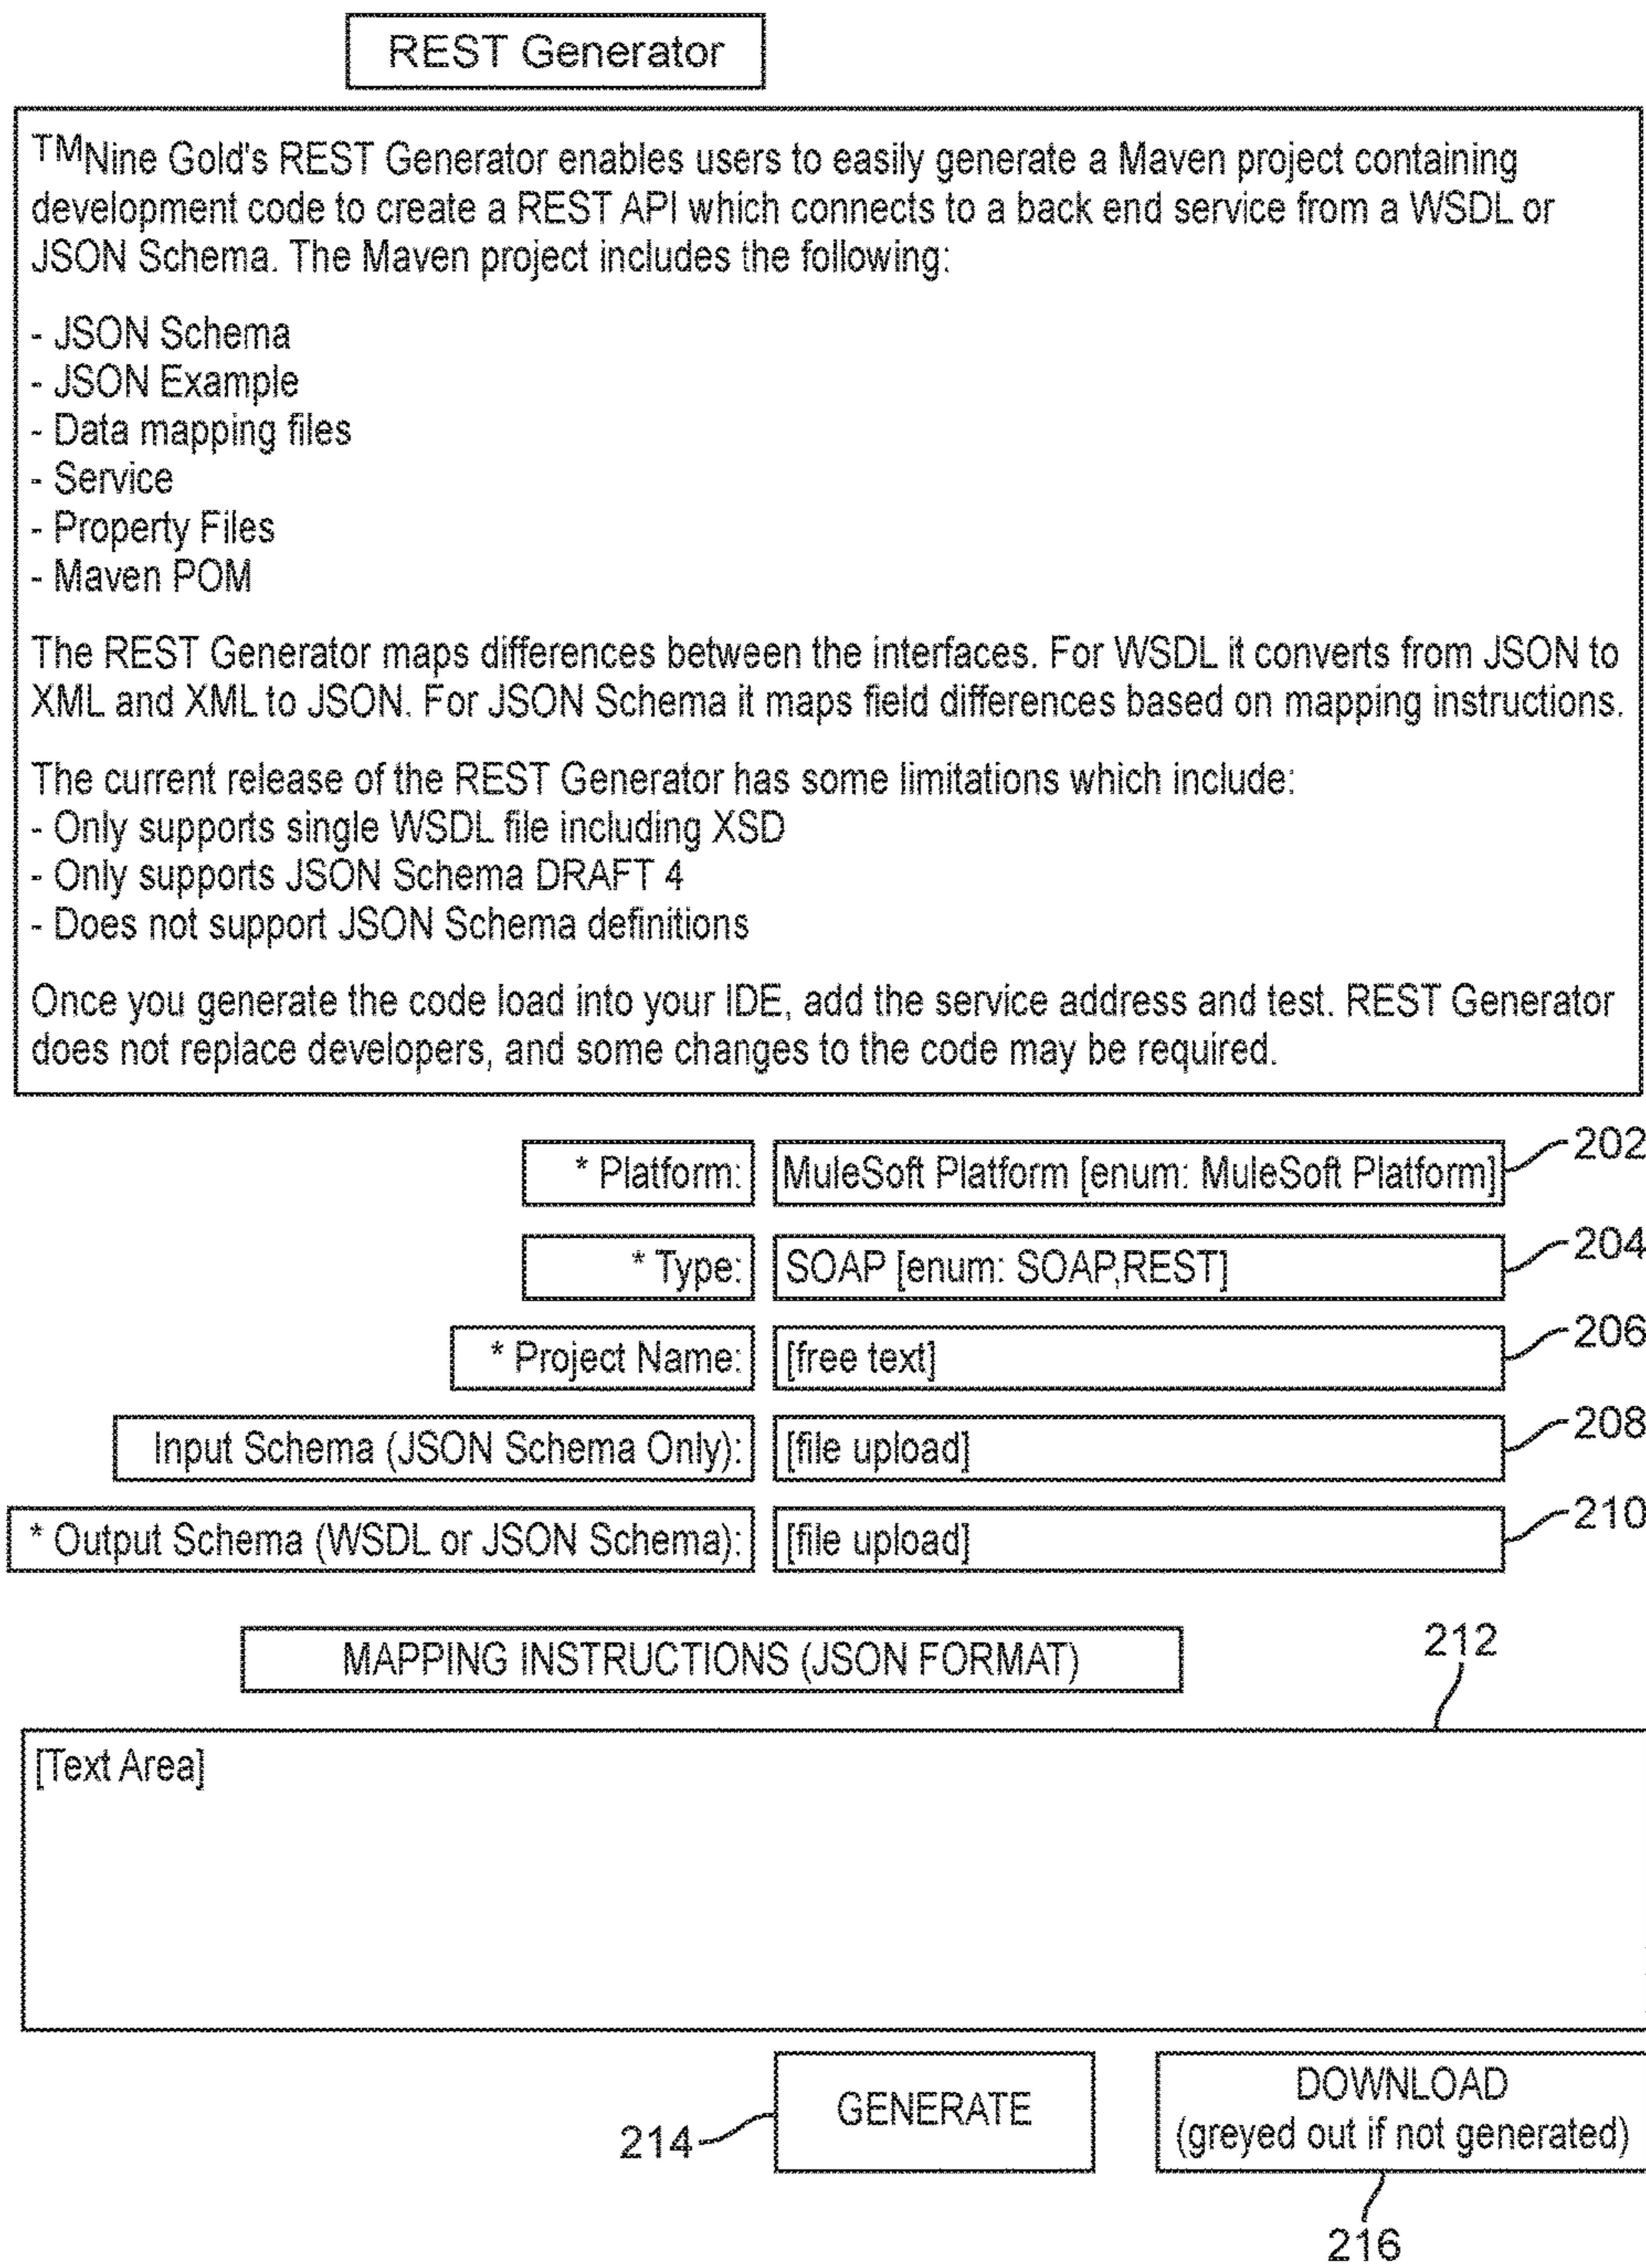 REST Generator
TMNine Gold's REST Generator enables users to easily generate a Maven project containing
development code to create a REST API which connects to a back end service from a WSDL or
JSON Schema. The Maven project includes the following:
- JSON Schema
- JSON Example
- Data mapping files
- Service
- Property Files
- Maven POM
The REST Generator maps differences between the interfaces. For WSDL it converts from JSON to
XML and XML to JSON. For JSON Schema it maps field differences based on mapping instructions.
The current release of the REST Generator has some limitations which include:
- Only supports single WSDL file including XSD
- Only supports JSON Schema DRAFT 4
- Does not support JSON Schema definitions
Once you generate the code load into your IDE, add the service address and test. REST Generator
does not replace developers, and some changes to the code may be required.
* Platform: MuleSoft Platform [enum: MuleSoft Platform] 202
* Type: SOAP [enum: SOAP,REST] 204
* Project Name: [free text] 206
Input Schema (JSON Schema Only): [file upload] 208
* Output Schema (WSDL or JSON Schema): [file upload] 210
MAPPING INSTRUCTIONS (JSON FORMAT) 212
[Text Area]
GENERATE
DOWNLOAD
(greyed out if not generated)
214
216